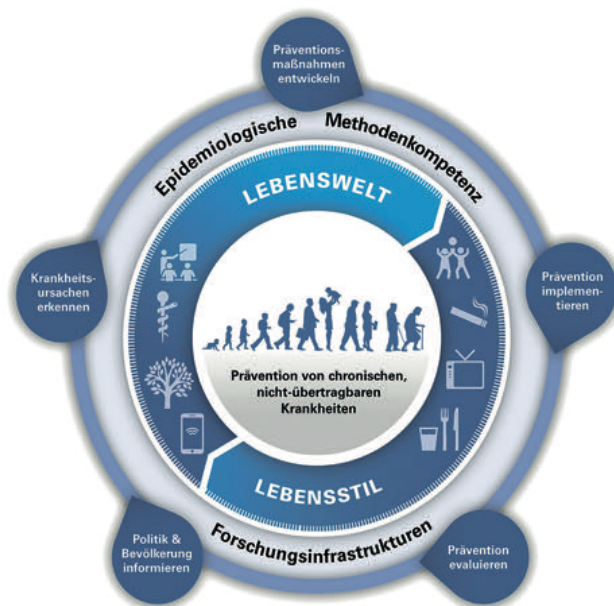 Präventions-
maßnahmen
entwickeln
Epidemiologische Methodenkompetenz
LEBENSWELT
Krankheits-
ursachen
erkennen
Prävention
implemen-
tieren
Prävention von chronischen,
nicht-übertragbaren
Krankheiten
LEBENSSTIL
Forschungsinfrastrukturen
Politik &
Bevölkerung
informieren
Prävention
evaluieren